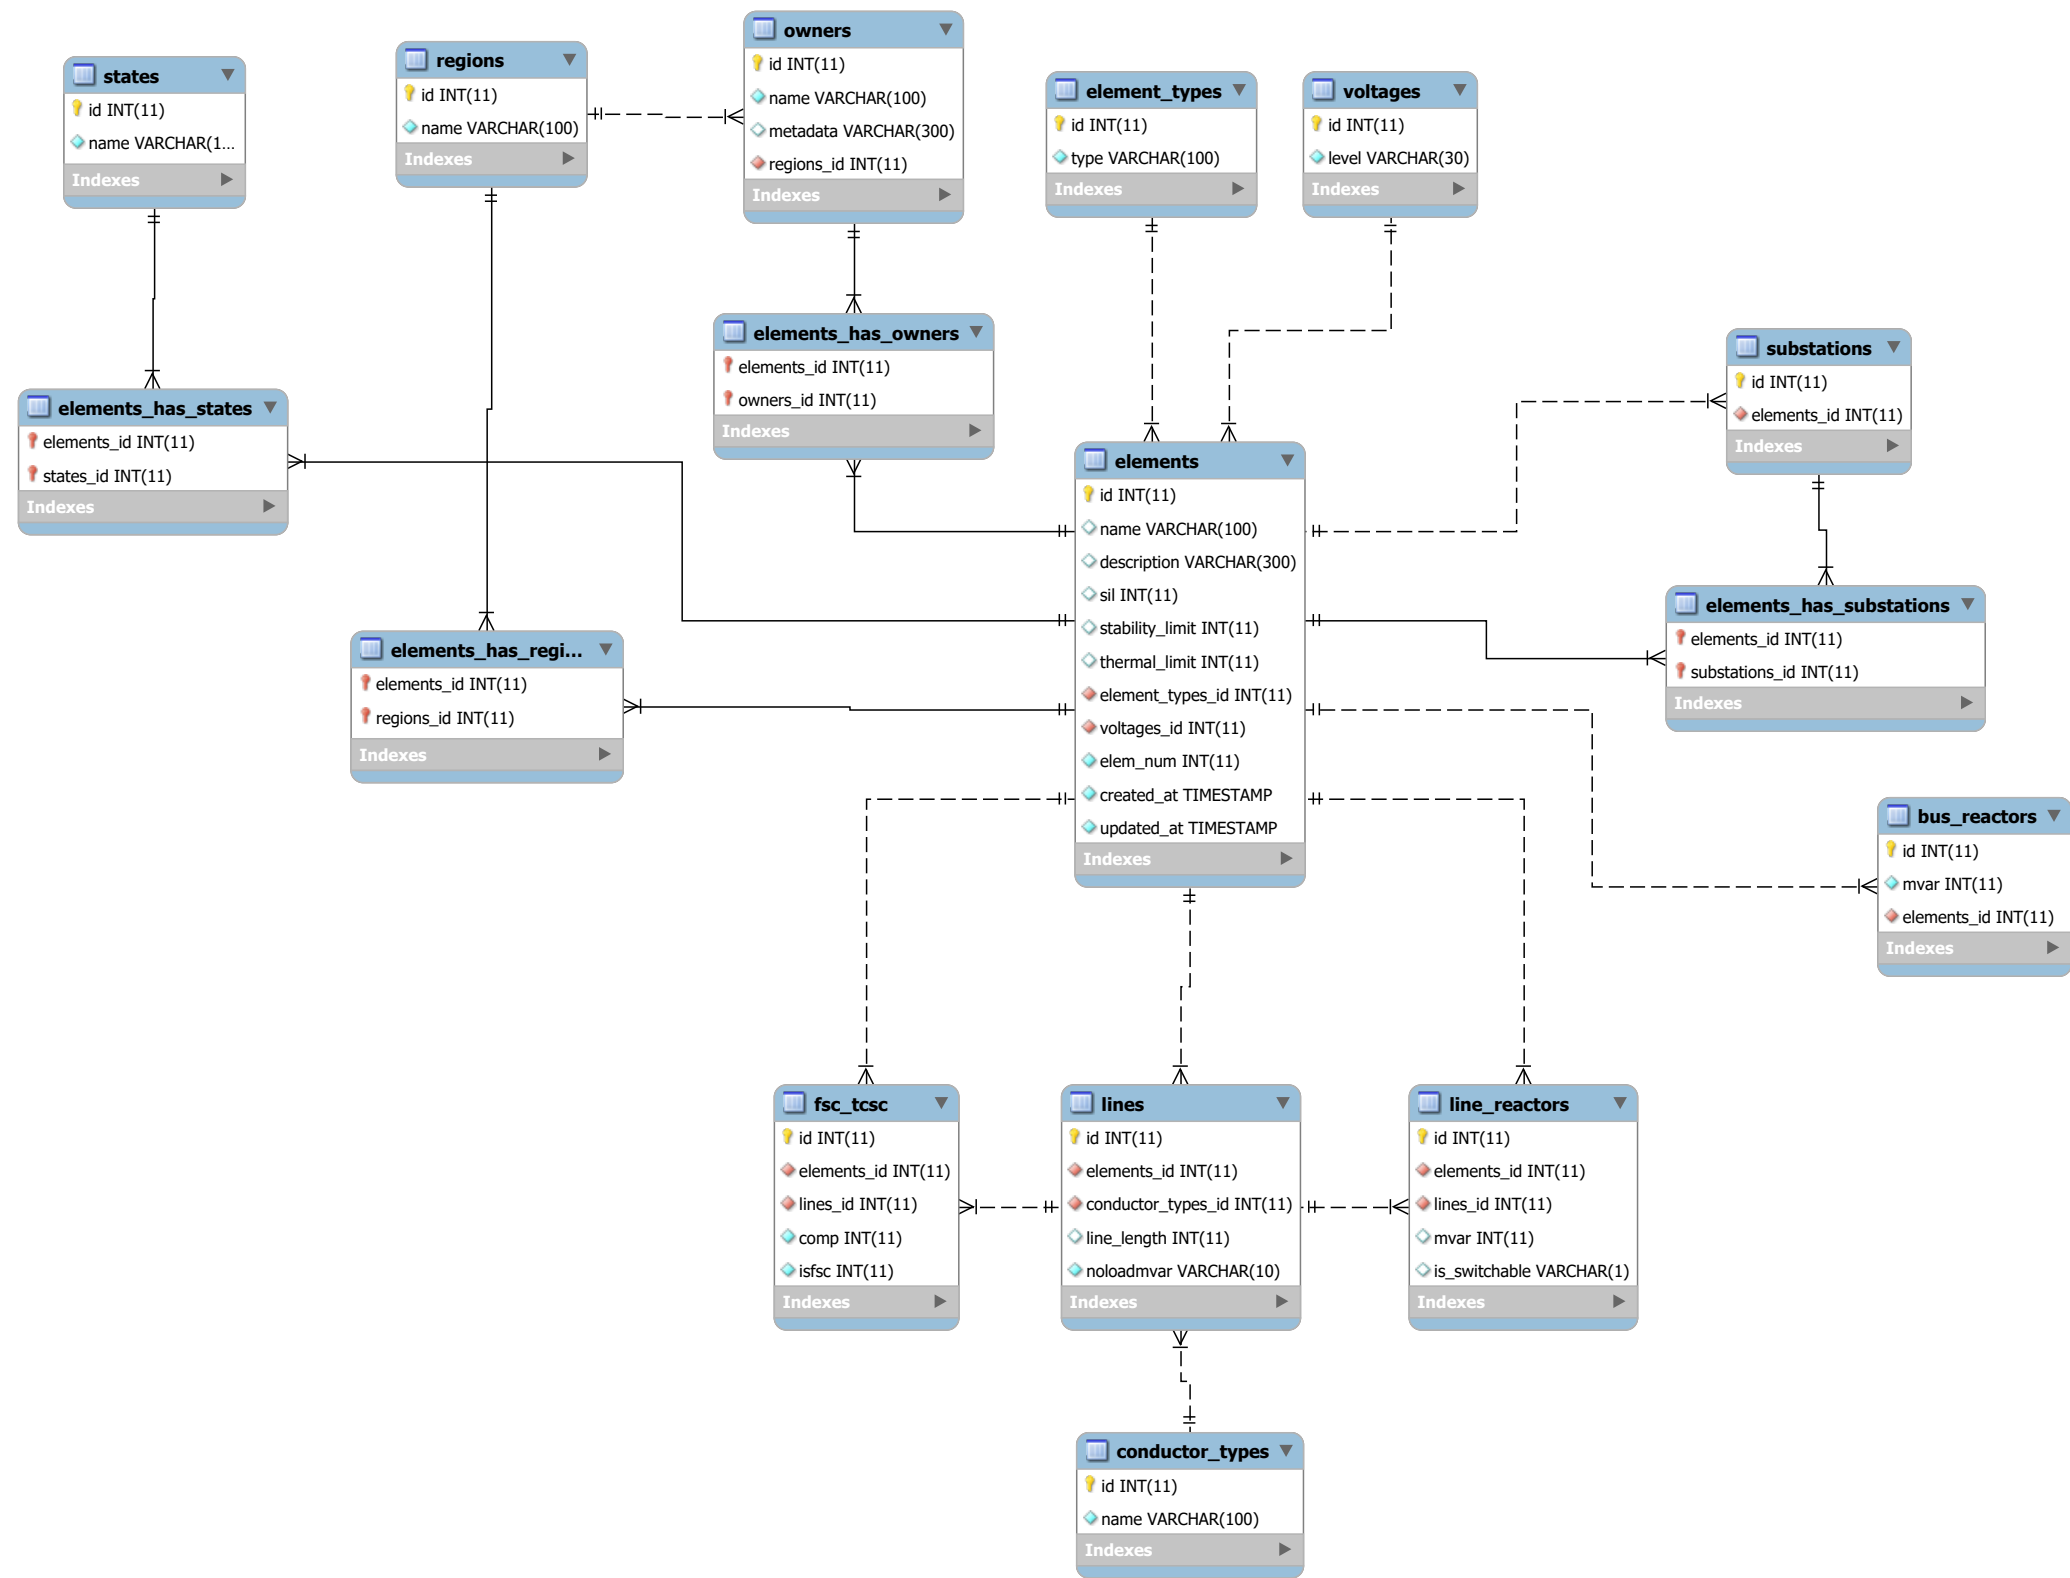 states
id INT(11)
name VARCHAR(1...
Indexes
regions
id INT(11)
name VARCHAR(100)
Indexes
owners
id INT(11)
name VARCHAR(100)
metadata VARCHAR(300)
regions_id INT(11)
Indexes
element_types
id INT(11)
type VARCHAR(100)
Indexes
voltages
id INT(11)
level VARCHAR(30)
Indexes
elements_has_states
elements_id INT(11)
states_id INT(11)
Indexes
elements_has_owners
elements_id INT(11)
owners_id INT(11)
Indexes
substations
id INT(11)
elements_id INT(11)
Indexes
elements
id INT(11)
name VARCHAR(100)
description VARCHAR(300)
sil INT(11)
stability_limit INT(11)
thermal_limit INT(11)
element_types_id INT(11)
voltages_id INT(11)
elem_num INT(11)
created_at TIMESTAMP
updated_at TIMESTAMP
Indexes
elements_has_regi...
elements_id INT(11)
regions_id INT(11)
Indexes
elements_has_substations
elements_id INT(11)
substations_id INT(11)
Indexes
bus_reactors
id INT(11)
mvar INT(11)
elements_id INT(11)
Indexes
fsc_tcsc
id INT(11)
elements_id INT(11)
lines_id INT(11)
comp INT(11)
isfsc INT(11)
Indexes
lines
id INT(11)
elements_id INT(11)
conductor_types_id INT(11)
line_length INT(11)
noloadmvar VARCHAR(10)
Indexes
line_reactors
id INT(11)
elements_id INT(11)
lines_id INT(11)
mvar INT(11)
is_switchable VARCHAR(1)
Indexes
conductor_types
id INT(11)
name VARCHAR(100)
Indexes